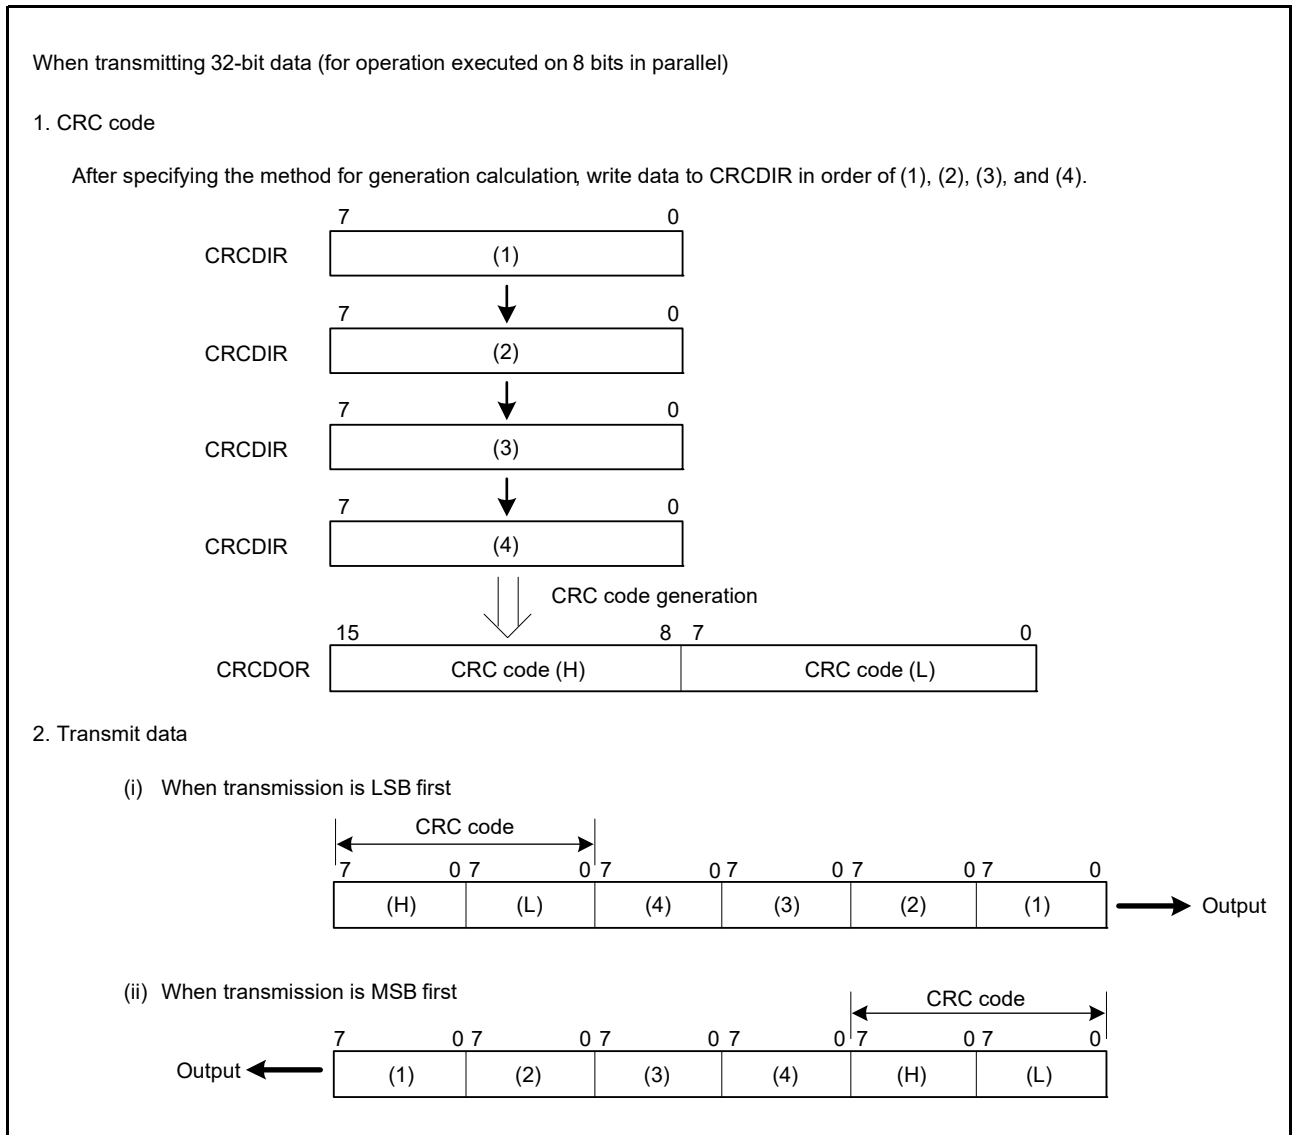 When transmitting 32-bit data (for operation executed on 8 bits in parallel)
1. CRC code
After specifying the method for generation calculation, write data to CRCDIR in order of (1), (2), (3), and (4).
7 0
CRCDIR (1)
7 0
CRCDIR (2)
7 0
CRCDIR (3)
7 0
CRCDIR (4)
CRC code generation
15 8 7 0
CRCDOR CRC code (H) CRC code (L)
2. Transmit data
(i) When transmission is LSB first
CRC code
7 0 7 0 7 0 7 0 7 0 7 0
(H) (L) (4) (3) (2) (1) Output
(ii) When transmission is MSB first
CRC code
7 0 7 0 7 0 7 0 7 0 7 0
Output (1) (2) (3) (4) (H) (L)